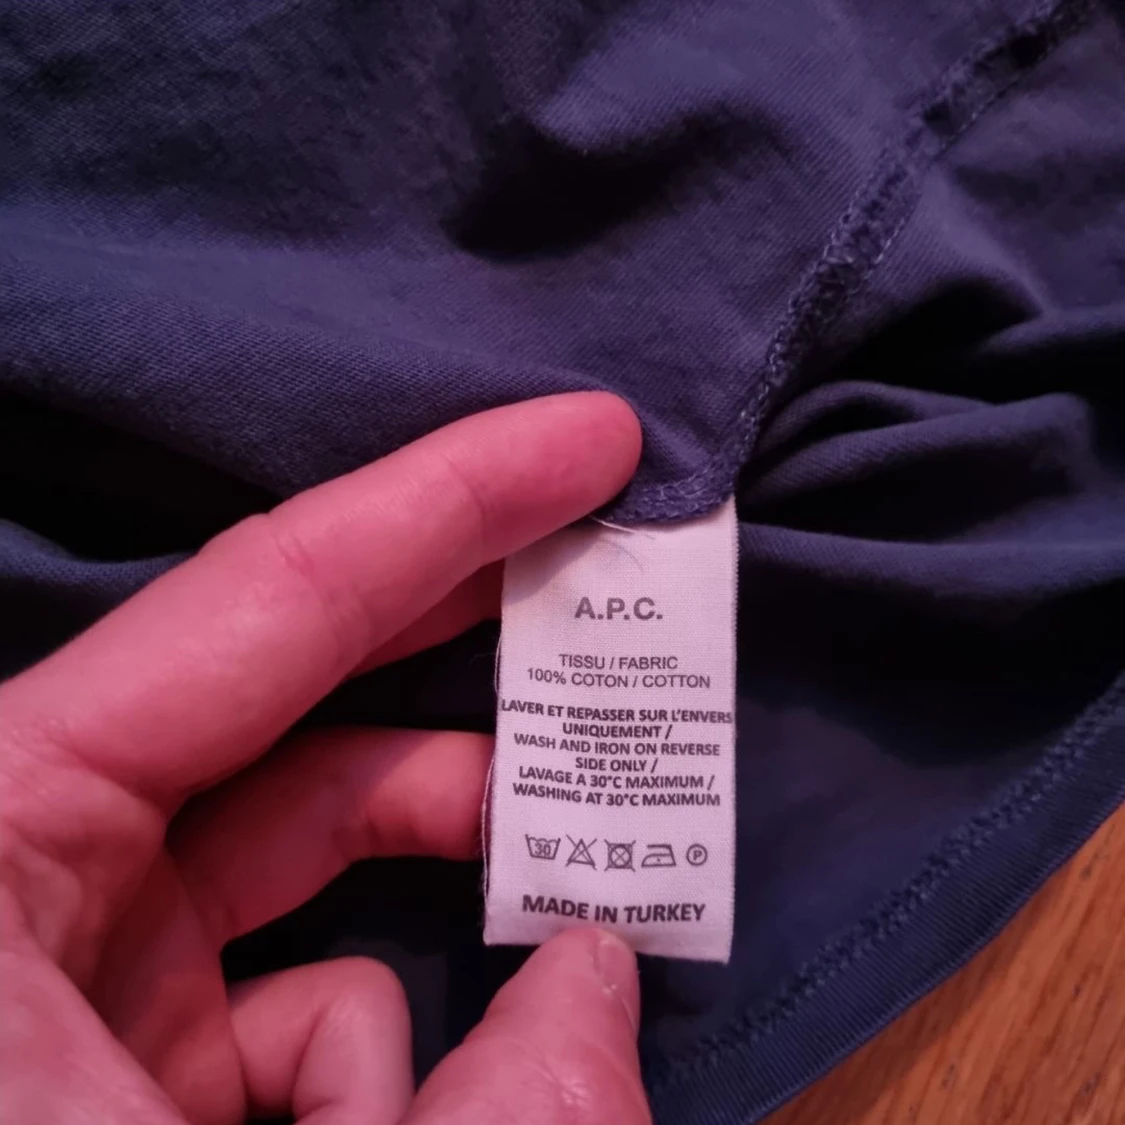 A.P.C.
TISSU / FABRIC
100% COTON / COTTON
LAVER ET REPASSER SUR L'ENVERS
UNIQUEMENT /
WASH AND IRON ON REVERSE
SIDE ONLY /
LAVAGE A 30°C MAXIMUM /
WASHING AT 30°C MAXIMUM
30 P
MADE IN TURKEY